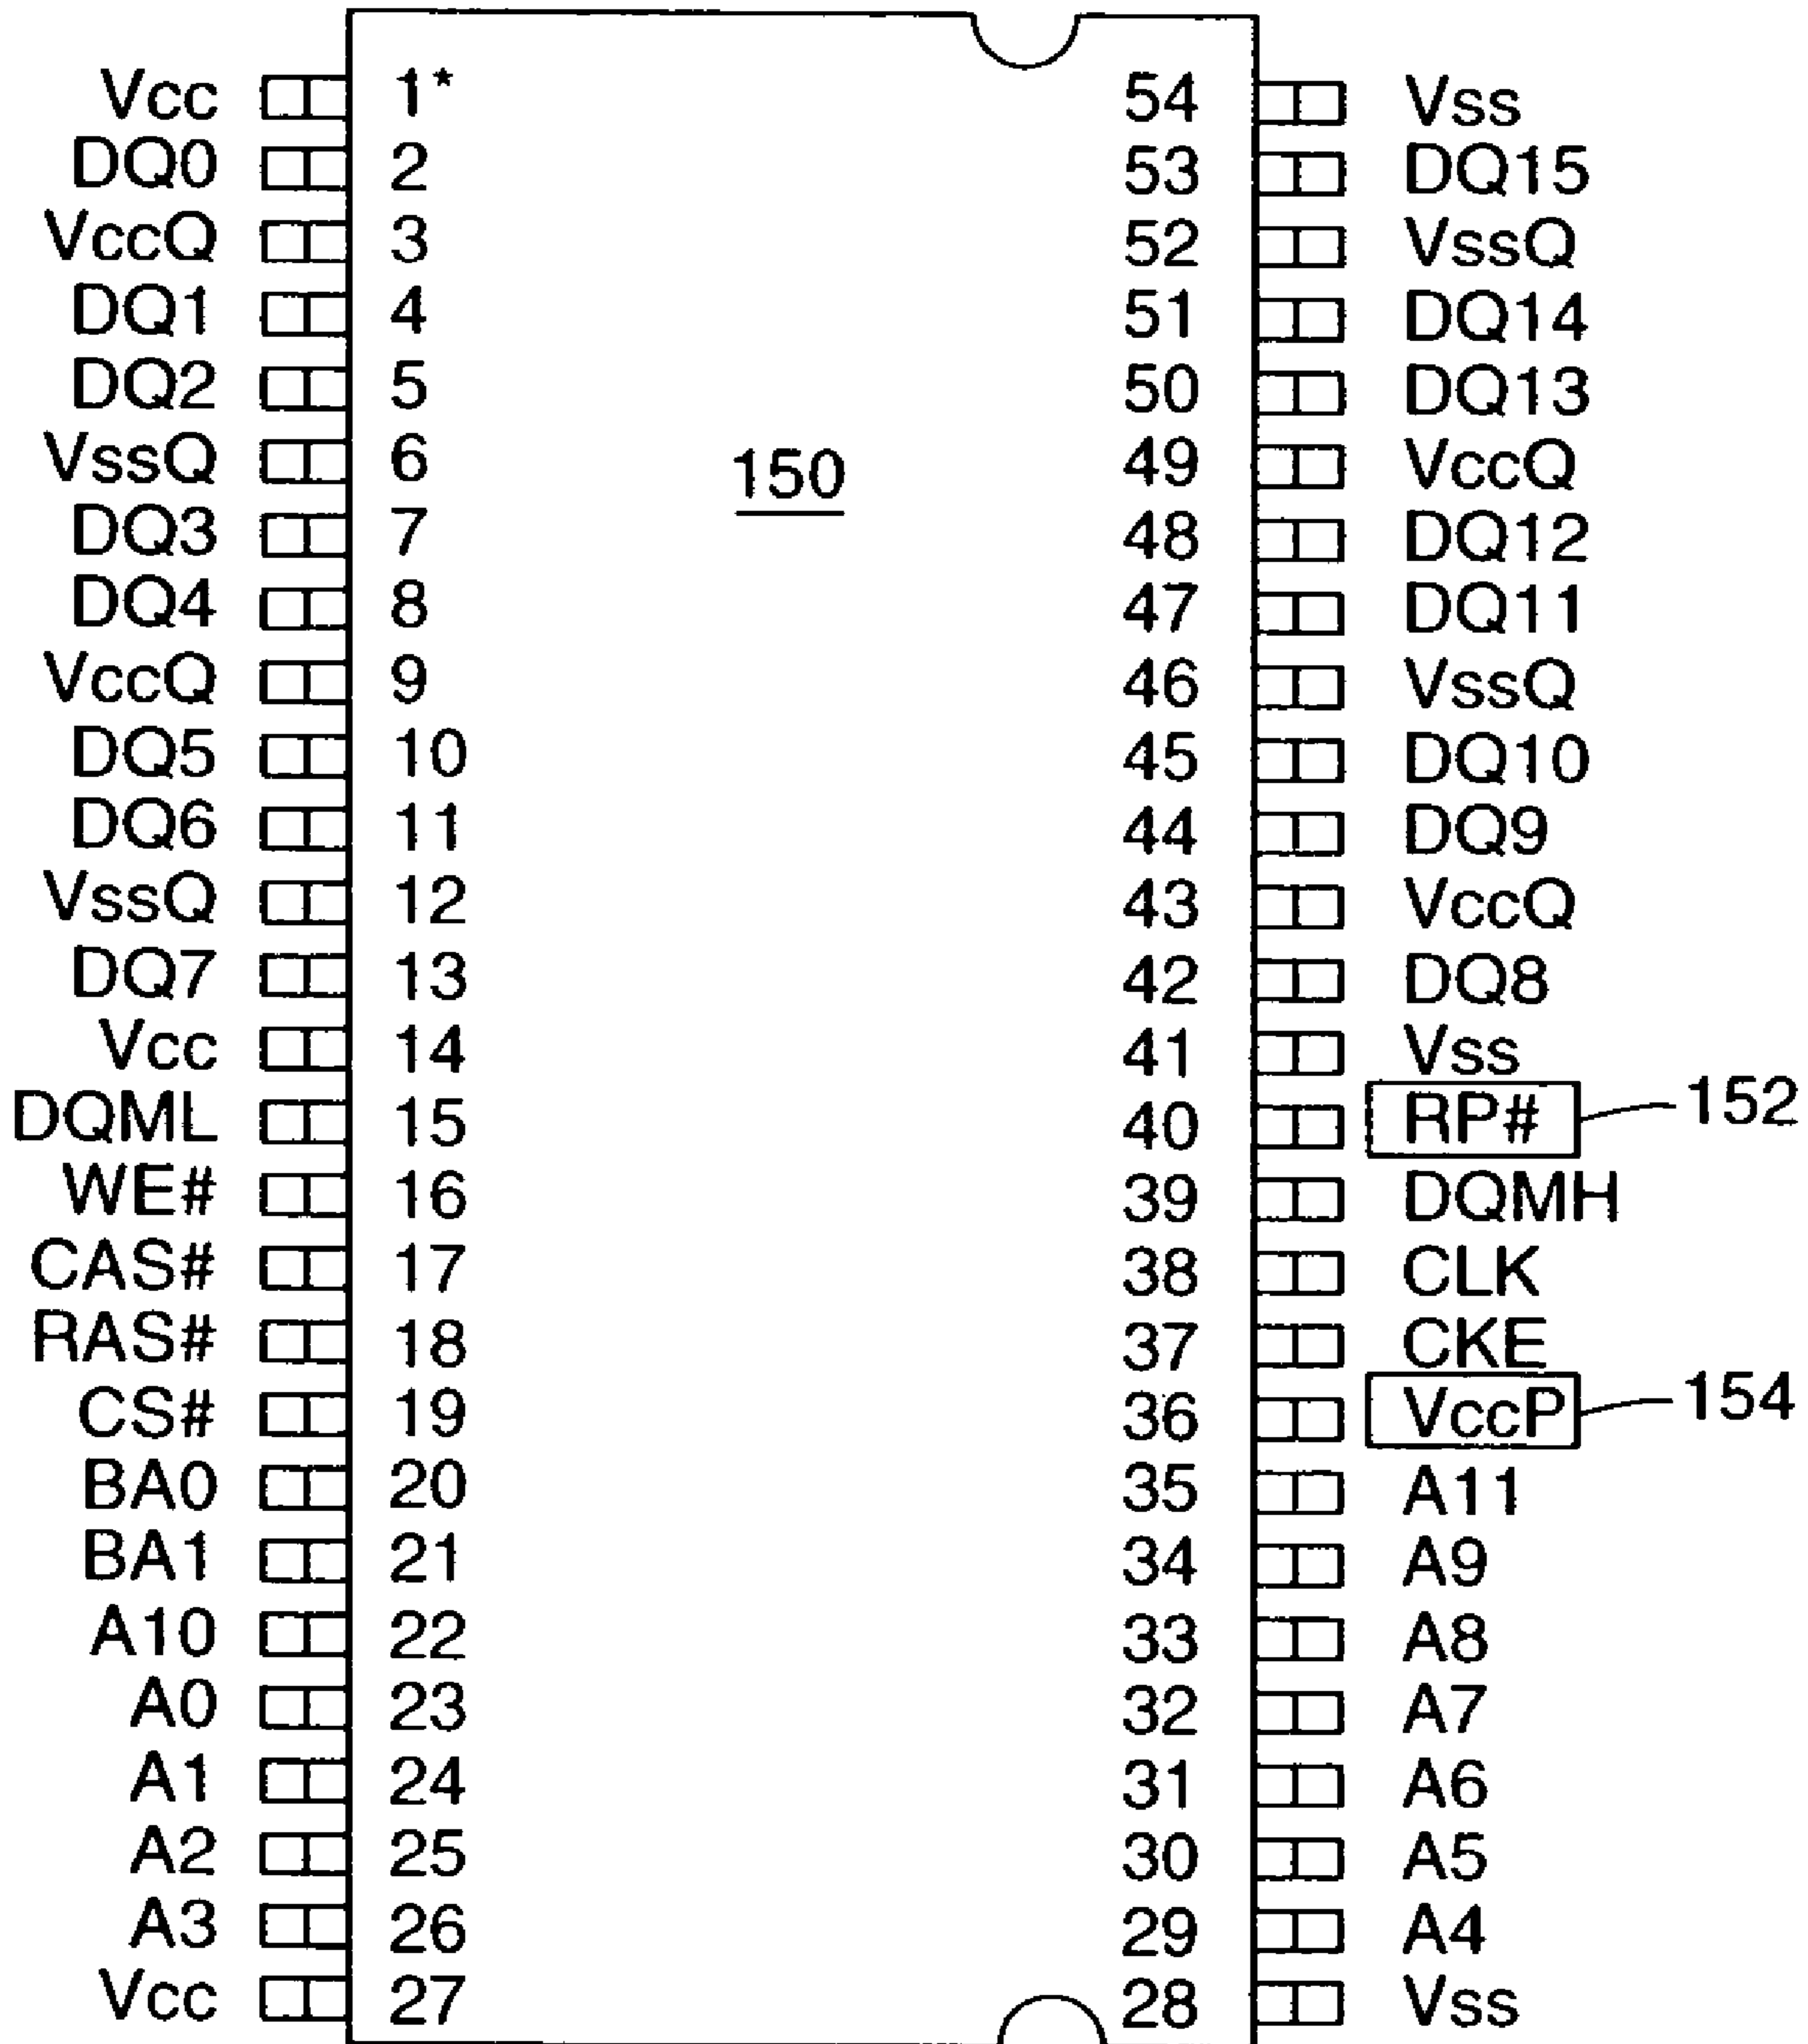 Vcc 1* 54 Vss
DQ0 2 53 DQ15
VccQ 3 52 VssQ
DQ1 4 51 DQ14
DQ2 5 50 DQ13
VssQ 6 150 49 VccQ
DQ3 7 48 DQ12
DQ4 8 47 DQ11
VccQ 9 46 VssQ
DQ5 10 45 DQ10
DQ6 11 44 DQ9
VssQ 12 43 VccQ
DQ7 13 42 DQ8
Vcc 14 41 Vss
DQML 15 40 RP# 152
WE# 16 39 DQMH
CAS# 17 38 CLK
RAS# 18 37 CKE
CS# 19 36 VccP 154
BA0 20 35 A11
BA1 21 34 A9
A10 22 33 A8
A0 23 32 A7
A1 24 31 A6
A2 25 30 A5
A3 26 29 A4
Vcc 27 28 Vss